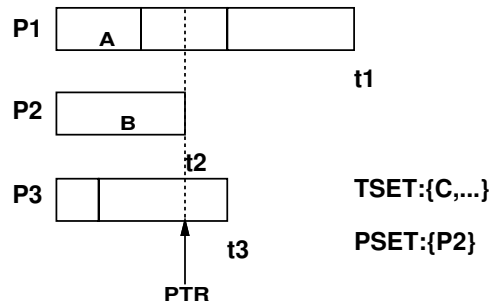 P1
A
t1
P2
B
t2
P3
TSET:{C,...}
t3
PSET:{P2}
PTR